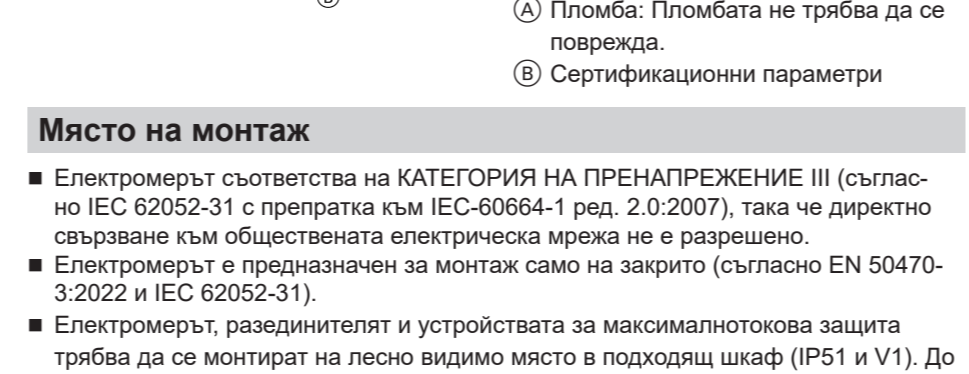 Ⓑ
Ⓐ Пломба: Пломбата не трябва да се
поврежда.
Ⓑ Сертификационни параметри
Място на монтаж
■ Електромерът съответства на КАТЕГОРИЯ НА ПРЕНАПРЕЖЕНИЕ III (съглас-
но IEC 62052-31 с препратка към IEC-60664-1 ред. 2.0:2007), така че директно
свързване към обществената електрическа мрежа не е разрешено.
■ Електромерът е предназначен за монтаж само на закрито (съгласно EN 50470-
3:2022 и IEC 62052-31).
■ Електромерът, разединителят и устройствата за максималнотокова защита
трябва да се монтират на лесно видимо място в подходящ шкаф (IP51 и V1). До